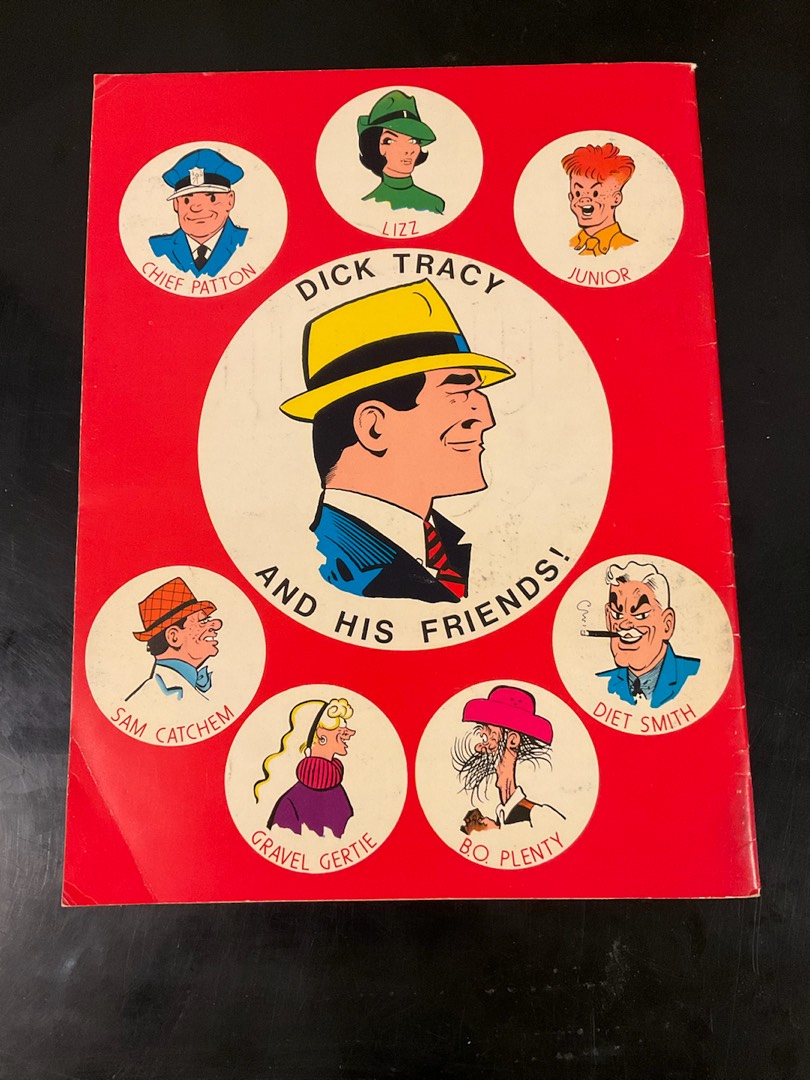 LIZZ
CHIEF PATTON
JUNIOR
DICK TRACY
AND HIS FRIENDS!
SAM CATCHEM
DIET SMITH
GRAVEL GERTIE
B.O. PLENTY